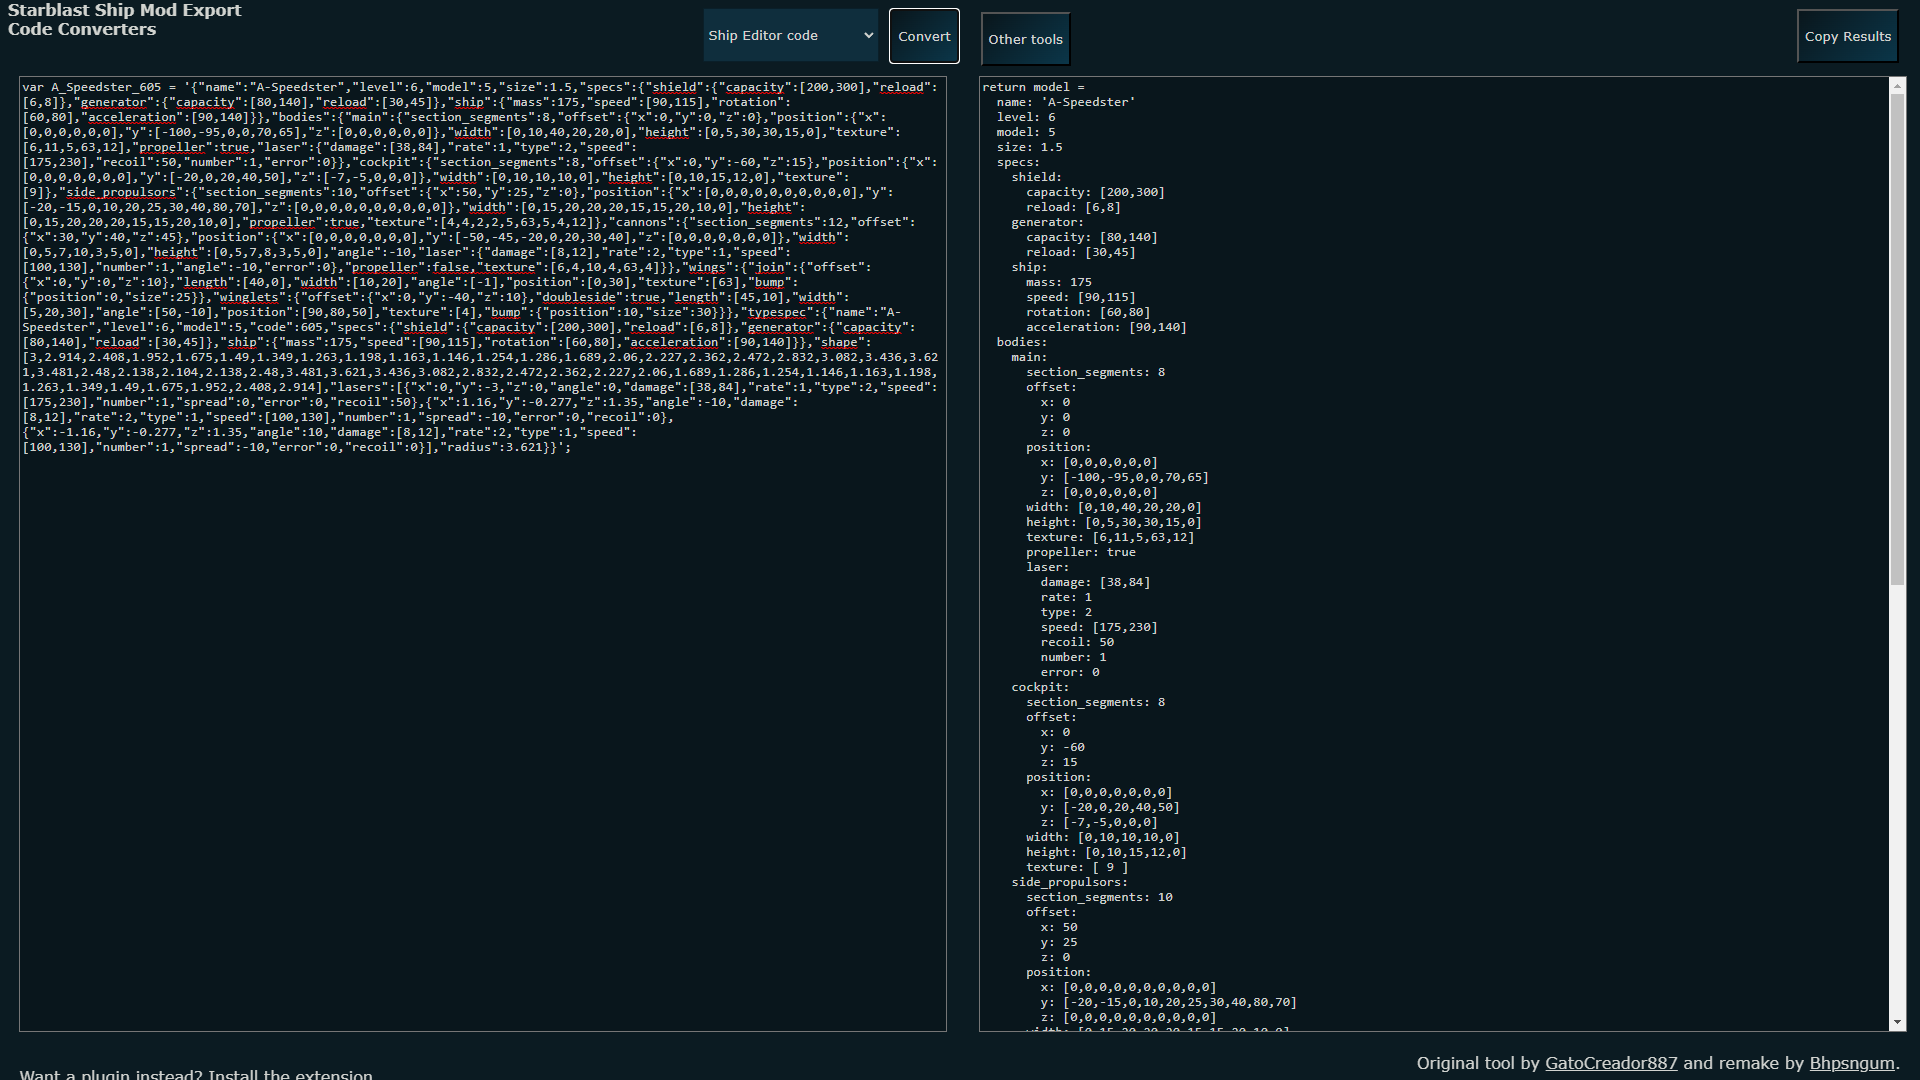 Starblast Ship Mod Export
Code Converters
Ship Editor code
Convert
Other tools
Copy Results
var A_Speedster_605 = '{"name":"A-Speedster","level":6,"model":5,"size":1.5,"specs":{"shield":{"capacity":[200,300],"reload":
[6,8]},"generator":{"capacity":[80,140],"reload":[30,45]},"ship":{"mass":175,"speed":[90,115],"rotation":
[60,80],"acceleration":[90,140]}},"bodies":{"main":{"section_segments":8,"offset":{"x":0,"y":0,"z":0},"position":{"x":
[0,0,0,0,0,0],"y":[-100,-95,0,0,70,65],"z":[0,0,0,0,0,0]},"width":[0,10,40,20,20,0],"height":[0,5,30,30,15,0],"texture":
[6,11,5,63,12],"propeller":true,"laser":{"damage":[38,84],"rate":1,"type":2,"speed":
[175,230],"recoil":50,"number":1,"error":0}},"cockpit":{"section_segments":8,"offset":{"x":0,"y":-60,"z":15},"position":{"x":
[0,0,0,0,0,0,0],"y":[-20,0,20,40,50],"z":[-7,-5,0,0,0]},"width":[0,10,10,10,0],"height":[0,10,15,12,0],"texture":
[9]},"side_propulsors":{"section_segments":10,"offset":{"x":50,"y":25,"z":0},"position":{"x":[0,0,0,0,0,0,0,0,0,0],"y":
[-20,-15,0,10,20,25,30,40,80,70],"z":[0,0,0,0,0,0,0,0,0,0]},"width":[0,15,20,20,20,15,15,20,10,0],"height":
[0,15,20,20,20,15,15,20,10,0],"propeller":true,"texture":[4,4,2,2,5,63,5,4,12]},"cannons":{"section_segments":12,"offset":
{"x":30,"y":40,"z":45},"position":{"x":[0,0,0,0,0,0,0],"y":[-50,-45,-20,0,20,30,40],"z":[0,0,0,0,0,0,0]},"width":
[0,5,7,10,3,5,0],"height":[0,5,7,8,3,5,0],"angle":-10,"laser":{"damage":[8,12],"rate":2,"type":1,"speed":
[100,130],"number":1,"angle":-10,"error":0},"propeller":false,"texture":[6,4,10,4,63,4]}},"wings":{"join":{"offset":
{"x":0,"y":0,"z":10},"length":[40,0],"width":[10,20],"angle":[-1],"position":[0,30],"texture":[63],"bump":
{"position":0,"size":25}},"winglets":{"offset":{"x":0,"y":-40,"z":10},"doubleside":true,"length":[45,10],"width":
[5,20,30],"angle":[50,-10],"position":[90,80,50],"texture":[4],"bump":{"position":10,"size":30}}},"typespec":{"name":"A-
Speedster","level":6,"model":5,"code":605,"specs":{"shield":{"capacity":[200,300],"reload":[6,8]},"generator":{"capacity":
[80,140],"reload":[30,45]},"ship":{"mass":175,"speed":[90,115],"rotation":[60,80],"acceleration":[90,140]}},"shape":
[3,2.914,2.408,1.952,1.675,1.49,1.349,1.263,1.198,1.163,1.146,1.254,1.286,1.689,2.06,2.227,2.362,2.472,2.832,3.082,3.436,3.62
1,3.481,2.48,2.138,2.104,2.138,2.48,3.481,3.621,3.436,3.082,2.832,2.472,2.362,2.227,2.06,1.689,1.286,1.254,1.146,1.163,1.198,
1.263,1.349,1.49,1.675,1.952,2.408,2.914],"lasers":[{"x":0,"y":-3,"z":0,"angle":0,"damage":[38,84],"rate":1,"type":2,"speed":
[175,230],"number":1,"spread":0,"error":0,"recoil":50},{"x":1.16,"y":-0.277,"z":1.35,"angle":-10,"damage":
[8,12],"rate":2,"type":1,"speed":[100,130],"number":1,"spread":-10,"error":0,"recoil":0},
{"x":-1.16,"y":-0.277,"z":1.35,"angle":10,"damage":[8,12],"rate":2,"type":1,"speed":
[100,130],"number":1,"spread":-10,"error":0,"recoil":0}],"radius":3.621}}';
return model =
name: 'A-Speedster'
level: 6
model: 5
size: 1.5
specs:
shield:
capacity: [200,300]
reload: [6,8]
generator:
capacity: [80,140]
reload: [30,45]
ship:
mass: 175
speed: [90,115]
rotation: [60,80]
acceleration: [90,140]
bodies:
main:
section_segments: 8
offset:
x: 0
y: 0
z: 0
position:
x: [0,0,0,0,0,0]
y: [-100,-95,0,0,70,65]
z: [0,0,0,0,0,0]
width: [0,10,40,20,20,0]
height: [0,5,30,30,15,0]
texture: [6,11,5,63,12]
propeller: true
laser:
damage: [38,84]
rate: 1
type: 2
speed: [175,230]
recoil: 50
number: 1
error: 0
cockpit:
section_segments: 8
offset:
x: 0
y: -60
z: 15
position:
x: [0,0,0,0,0,0,0]
y: [-20,0,20,40,50]
z: [-7,-5,0,0,0]
width: [0,10,10,10,0]
height: [0,10,15,12,0]
texture: [ 9 ]
side_propulsors:
section_segments: 10
offset:
x: 50
y: 25
z: 0
position:
x: [0,0,0,0,0,0,0,0,0,0]
y: [-20,-15,0,10,20,25,30,40,80,70]
z: [0,0,0,0,0,0,0,0,0,0]
width: [0,15,20,20,20,15,15,20,10,0]
Original tool by GatoCreador887 and remake by Bhpsngum.
Want a plugin instead? Install the extension